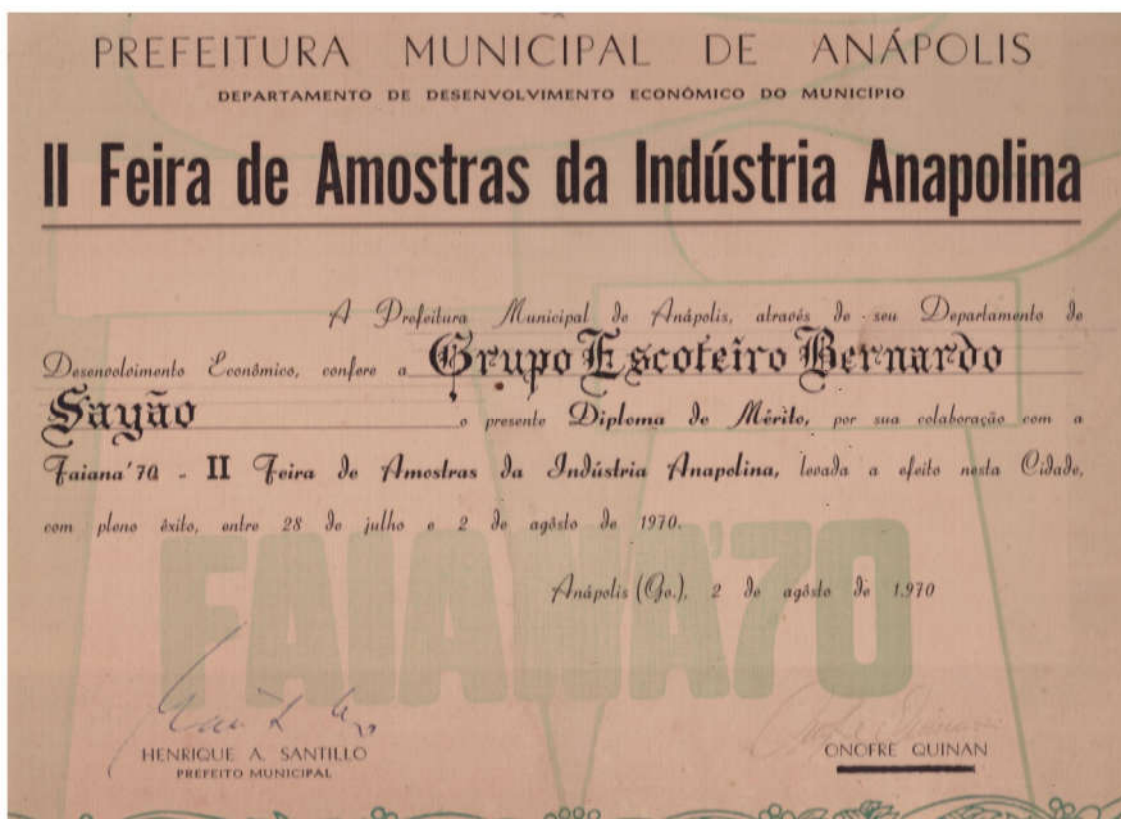 PREFEITURA MUNICIPAL DE ANÁPOLIS
DEPARTAMENTO DE DESENVOLVIMENTO ECONÔMICO DO MUNICÍPIO
II Feira de Amostras da Indústria Anapolina
A Prefeitura Municipal de Anápolis, através de seu Departamento de
Desenvolvimento Econômico, confere a Grupo Escoteiro Bernardo
Sayão o presente Diploma de Mérito, por sua colaboração com a
Faiana'70 - II Feira de Amostras da Indústria Anapolina, levada a efeito nesta Cidade,
com pleno êxito, entre 28 de julho e 2 de agôsto de 1970.
FAIANA'70
Anápolis (Go.), 2 de agôsto de 1.970
HENRIQUE A. SANTILLO
PREFEITO MUNICIPAL
Onofre Quinan
ONOFRE QUINAN